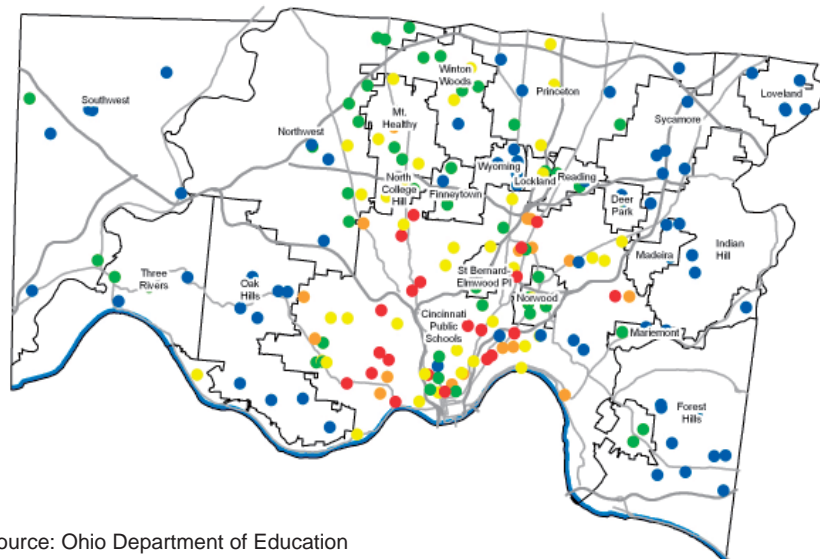 Winton
Woods
Princeton
Southwest
Loveland
Mt.
Healthy
Sycamore
Northwest
Wyoming
North
College
Hill
Finneytown
Lockland
Reading
Deer
Park
Indian
Hill
Madeira
Three
Rivers
Oak
Hills
St Bernard-
Elmwood Pl
Norwood
Cincinnati
Public
Schools
Mariemont
Forest
Hills
ource: Ohio Department of Education